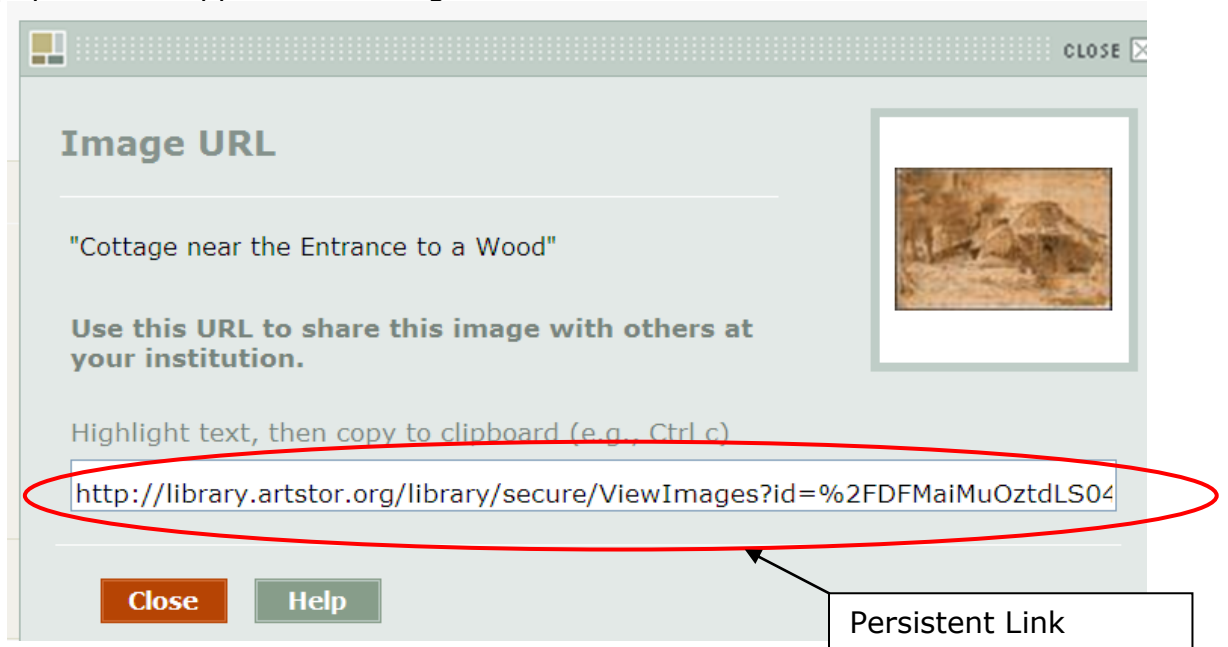 CLOSE
Image URL
"Cottage near the Entrance to a Wood"
Use this URL to share this image with others at
your institution.
Highlight text, then copy to clipboard (e.g., Ctrl c)
http://library.artstor.org/library/secure/ViewImages?id=%2FDFMaiMuOztdLS04
Close Help
Persistent Link